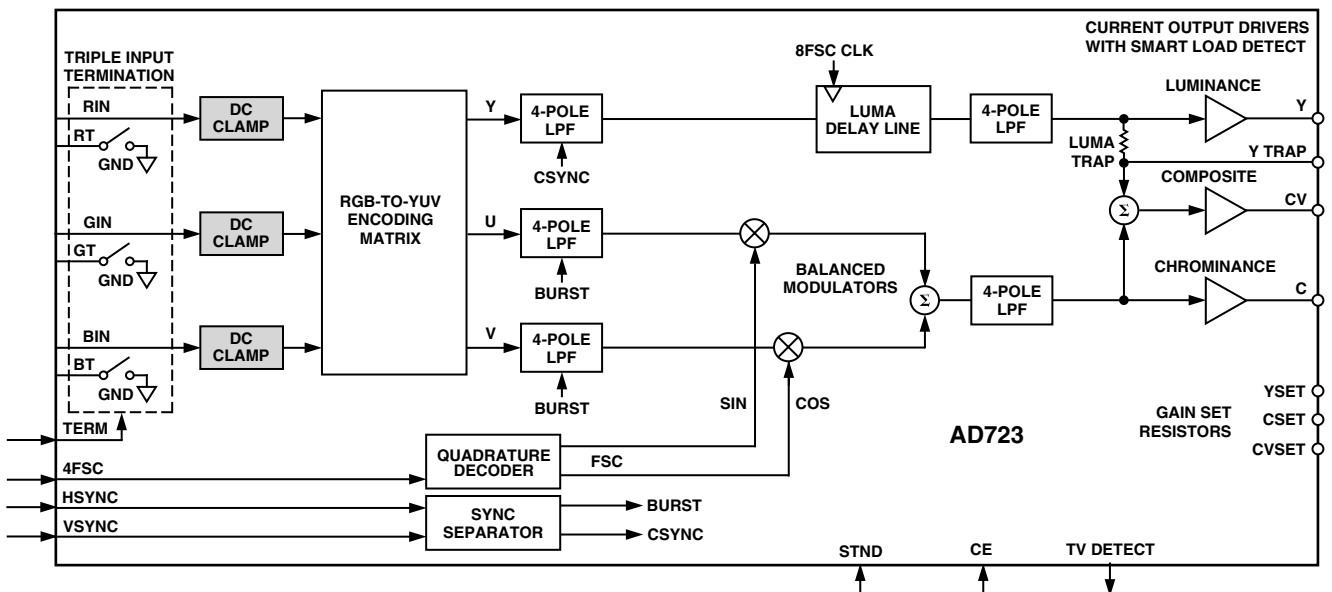 CURRENT OUTPUT DRIVERS
WITH SMART LOAD DETECT
TRIPLE INPUT
TERMINATION
8FSC CLK
RIN
RT
GND
DC
CLAMP
Y
4-POLE
LPF
CSYNC
LUMA
DELAY LINE
4-POLE
LPF
LUMINANCE
Y
LUMA
TRAP
Y TRAP
COMPOSITE
Σ
CV
RGB-TO-YUV
ENCODING
MATRIX
GIN
GT
GND
DC
CLAMP
U
4-POLE
LPF
BURST
BALANCED
MODULATORS
Σ
4-POLE
LPF
CHROMINANCE
C
BIN
BT
GND
DC
CLAMP
V
4-POLE
LPF
BURST
SIN
COS
TERM
4FSC
HSYNC
VSYNC
QUADRATURE
DECODER
FSC
SYNC
SEPARATOR
BURST
CSYNC
AD723
GAIN SET
RESISTORS
YSET
CSET
CVSET
STND
CE
TV DETECT